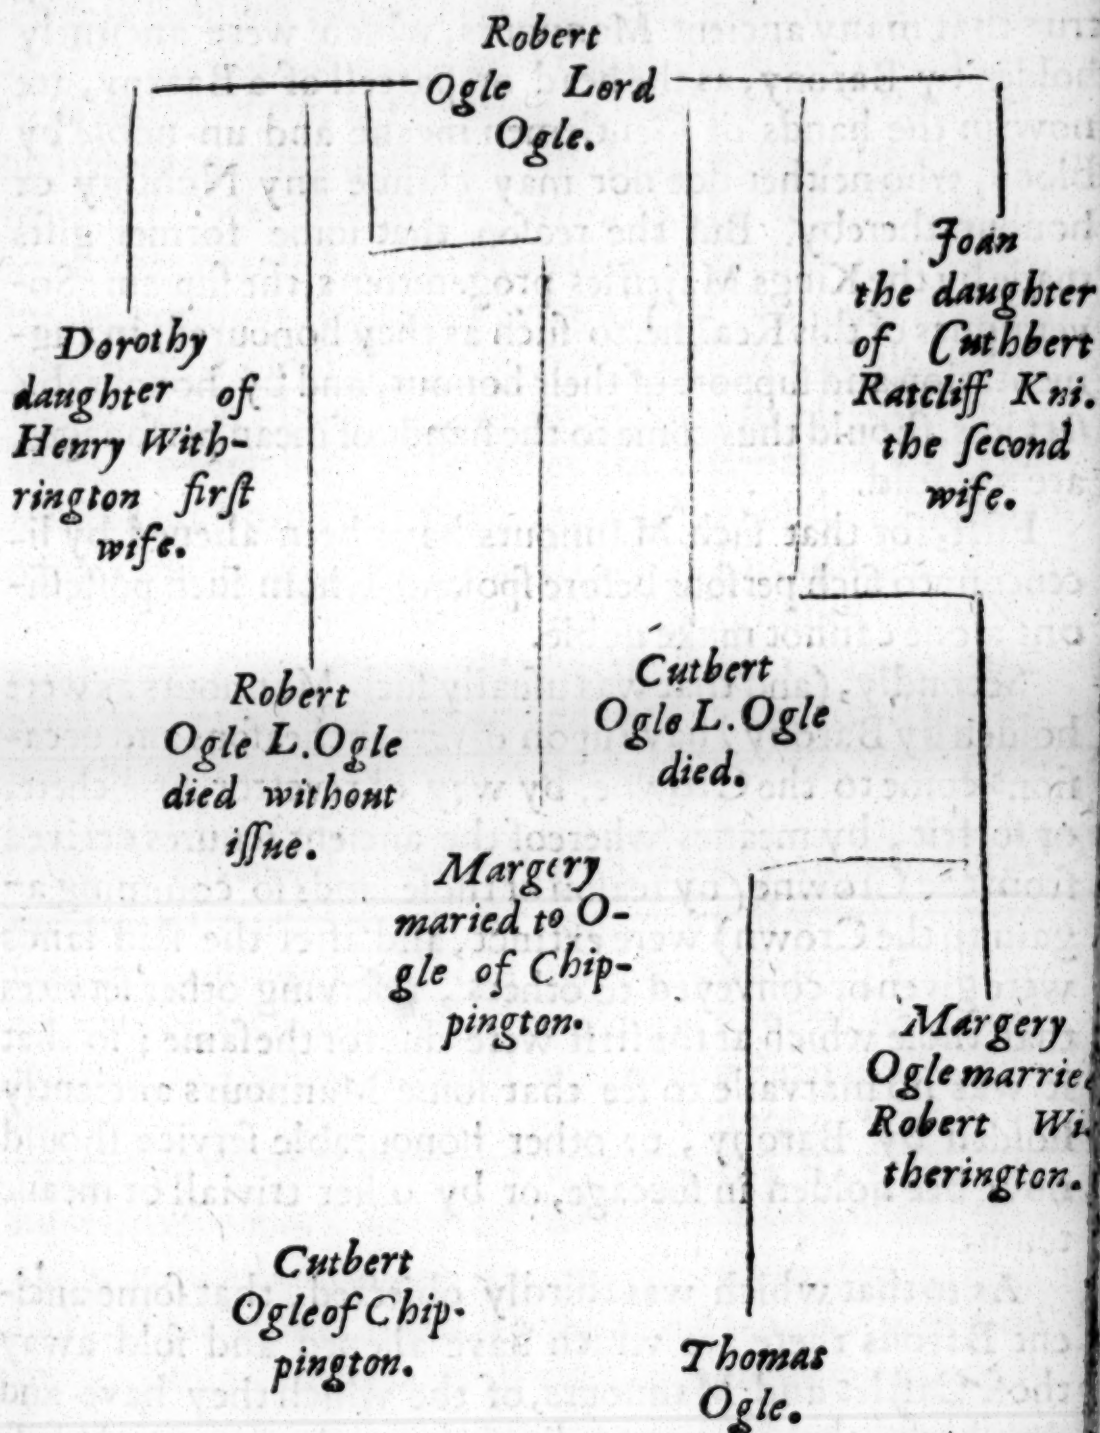 Robert
Ogle Lord
Ogle.
Dorothy
daughter of
Henry With-
rington firſt
wife.
Joan
the daughter
of Cuthbert
Ratcliff Kni.
the ſecond
wife.
Robert
Ogle L.Ogle
died without
iſſue.
Cutbert
Ogle L.Ogle
died.
Margery
maried to O-
gle of Chip-
pington.
Margery
Ogle marrie
Robert Wi
therington.
Cutbert
Ogle of Chip-
pington.
Thomas
Ogle.